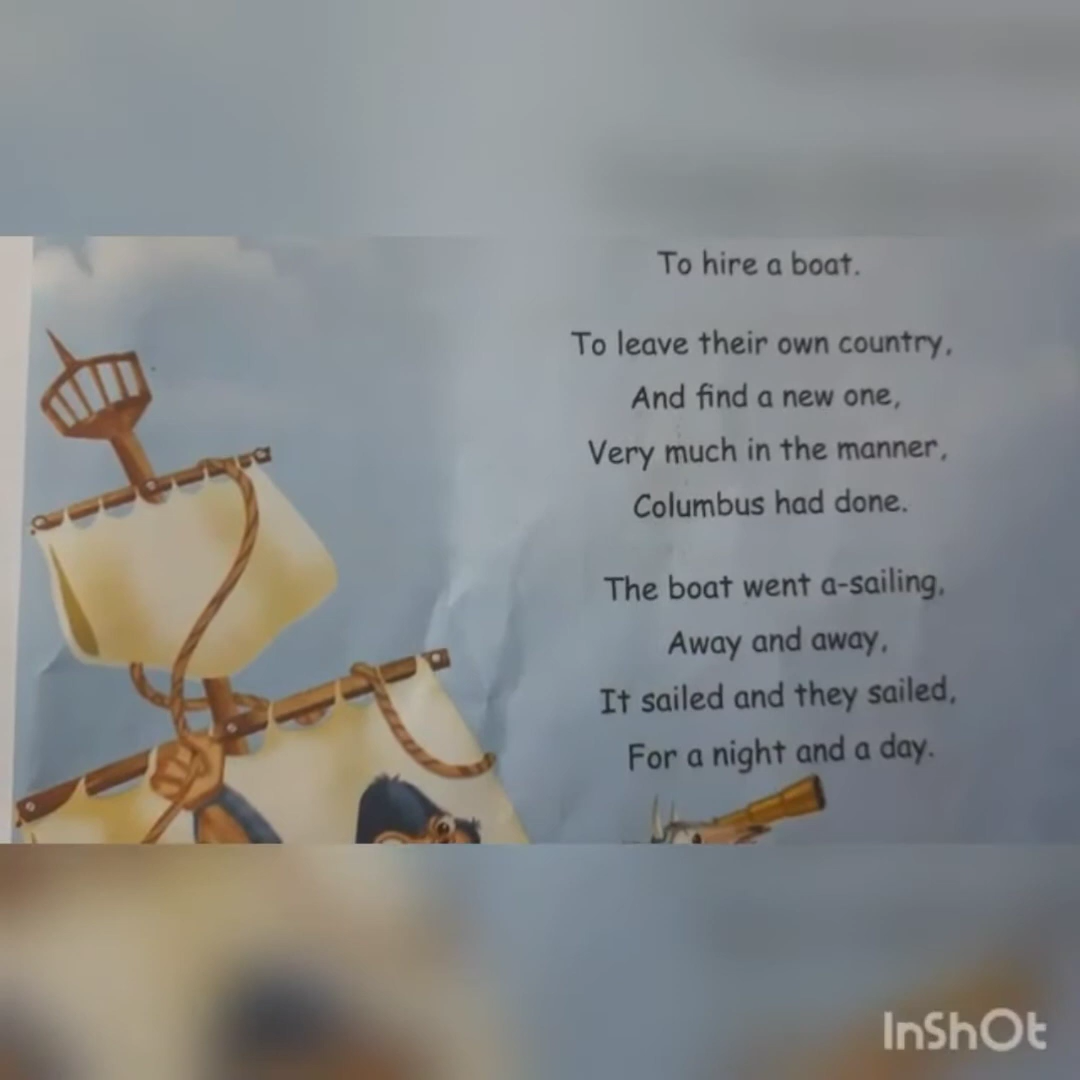 To hire a boat.
To leave their own country,
And find a new one,
Very much in the manner,
Columbus had done.
The boat went a-sailing,
Away and away,
It sailed and they sailed,
For a night and a day.
InShOt